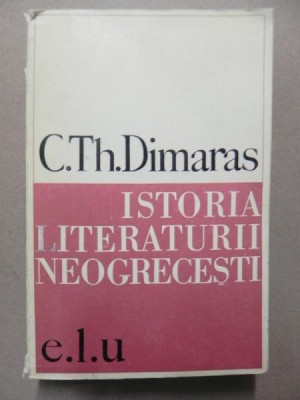 C.Th.Dimaras
ISTORIA
LITERATURII
NEOGRECEȘTI
e.l.u